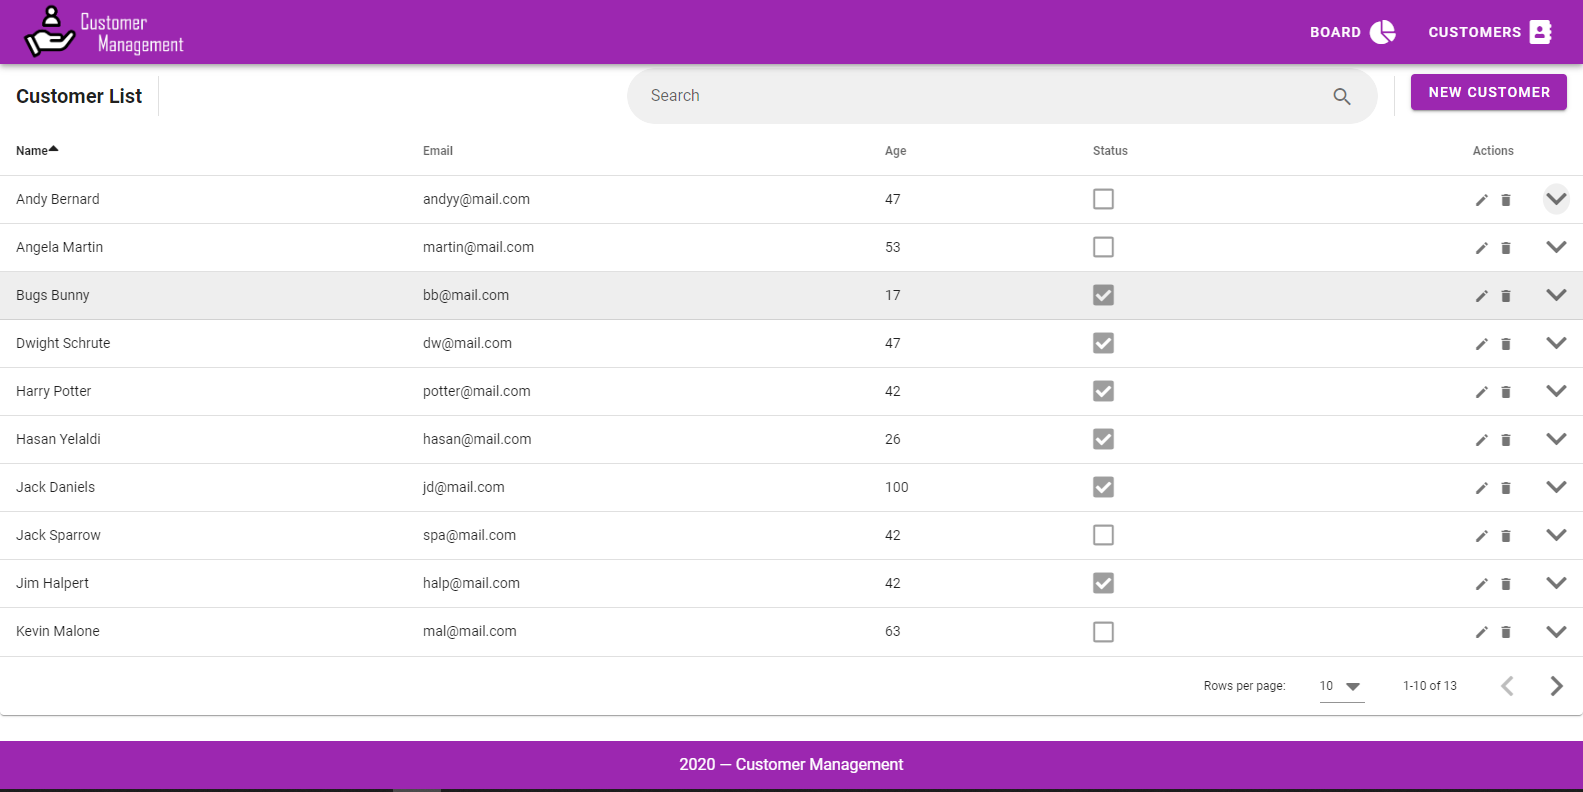 Customer
Management
BOARD CUSTOMERS
Customer List Search NEW CUSTOMER
Name Email Age Status Actions
Andy Bernard andyy@mail.com 47
Angela Martin martin@mail.com 53
Bugs Bunny bb@mail.com 17
Dwight Schrute dw@mail.com 47
Harry Potter potter@mail.com 42
Hasan Yelaldi hasan@mail.com 26
Jack Daniels jd@mail.com 100
Jack Sparrow spa@mail.com 42
Jim Halpert halp@mail.com 42
Kevin Malone mal@mail.com 63
Rows per page: 10 1-10 of 13
2020 — Customer Management